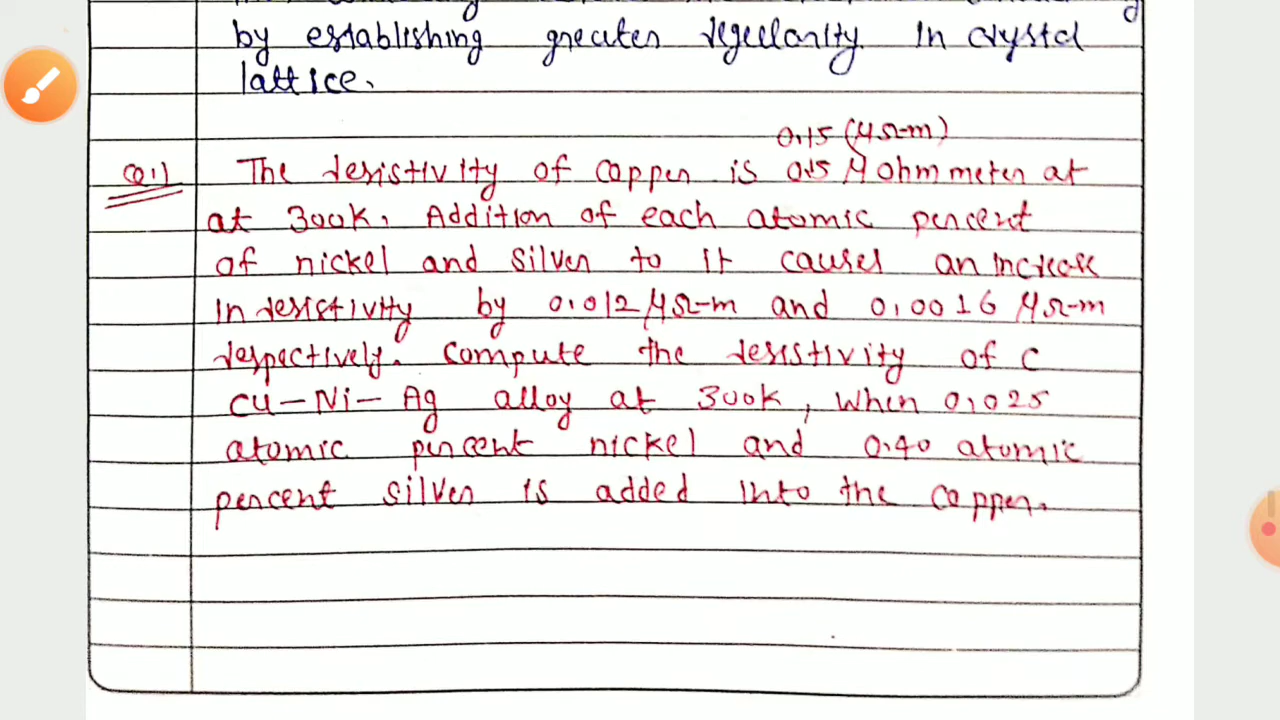 by establishing greater regularity in crystal
lattice.
0.15 (μΩ-m)
Q.1) The resistivity of copper is 0.15 μ ohm meter at
at 300k. Addition of each atomic percent
of nickel and silver to it causes an increase
in resistivity by 0.012 μΩ-m and 0.0016 μΩ-m
respectively. Compute the resistivity of C
Cu-Ni-Ag alloy at 300k, when 0.025
atomic percent nickel and 0.40 atomic
percent silver is added into the copper.